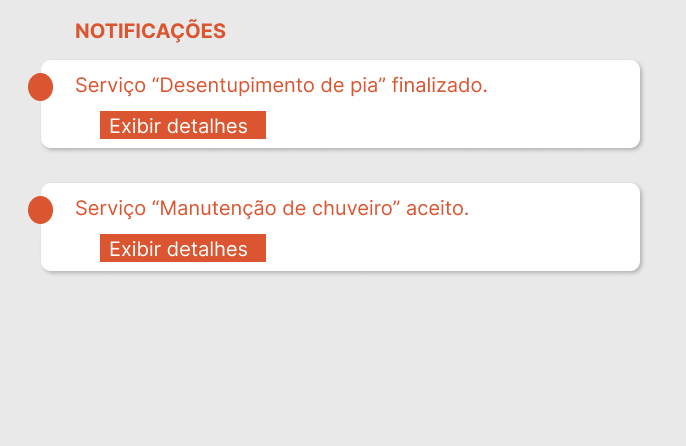 NOTIFICAÇÕES
Serviço “Desentupimento de pia” finalizado.
Exibir detalhes
Serviço “Manutenção de chuveiro” aceito.
Exibir detalhes